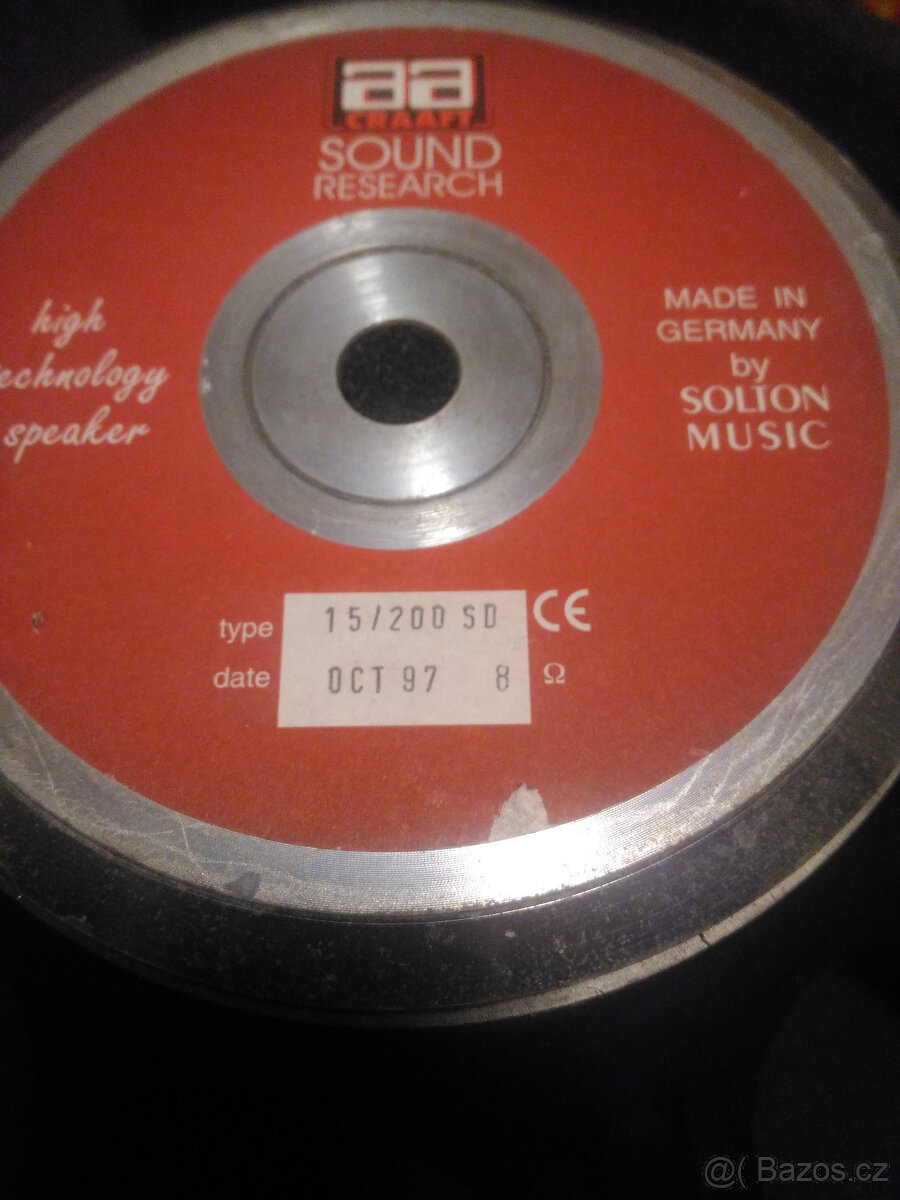 aa
CRAAFT
SOUND
RESEARCH
high
technology
speaker
MADE IN
GERMANY
by
SOLTON
MUSIC
type 15/200 SD CE
date OCT 97 8 Ω
@( Bazos.cz